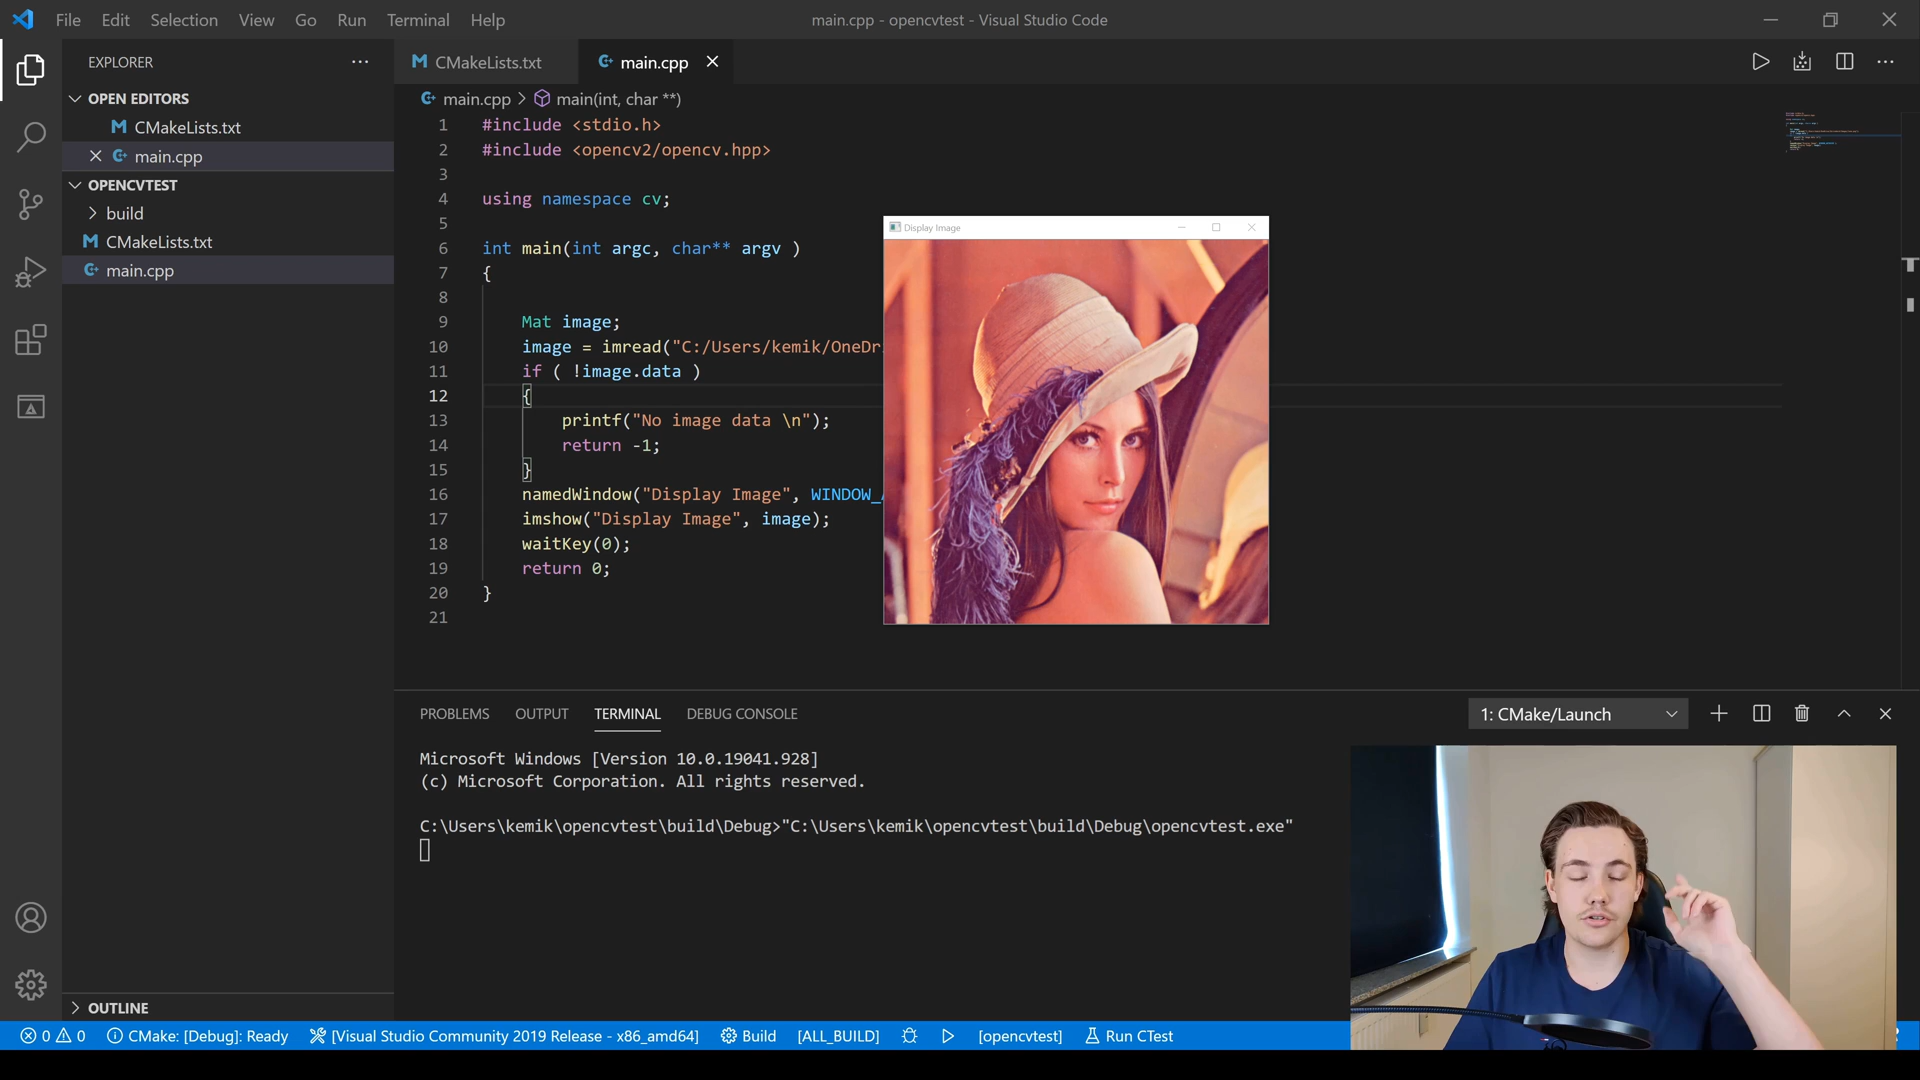 File Edit Selection View Go Run Terminal Help
main.cpp - opencvtest - Visual Studio Code
EXPLORER
OPEN EDITORS
CMakeLists.txt
main.cpp
OPENCVTEST
build
CMakeLists.txt
main.cpp
OUTLINE
CMakeLists.txt
main.cpp
main.cpp > main(int, char **)
1 #include <stdio.h>
2 #include <opencv2/opencv.hpp>
3
4 using namespace cv;
5
6 int main(int argc, char** argv )
7 {
8
9 Mat image;
10 image = imread("C:/Users/kemik/OneDr
11 if ( !image.data )
12 {
13 printf("No image data \n");
14 return -1;
15 }
16 namedWindow("Display Image", WINDOW_
17 imshow("Display Image", image);
18 waitKey(0);
19 return 0;
20 }
21
Display Image
PROBLEMS OUTPUT TERMINAL DEBUG CONSOLE
1: CMake/Launch
Microsoft Windows [Version 10.0.19041.928]
(c) Microsoft Corporation. All rights reserved.
C:\Users\kemik\opencvtest\build\Debug>"C:\Users\kemik\opencvtest\build\Debug\opencvtest.exe"
0 0 CMake: [Debug]: Ready [Visual Studio Community 2019 Release - x86_amd64] Build [ALL_BUILD] [opencvtest] Run CTest